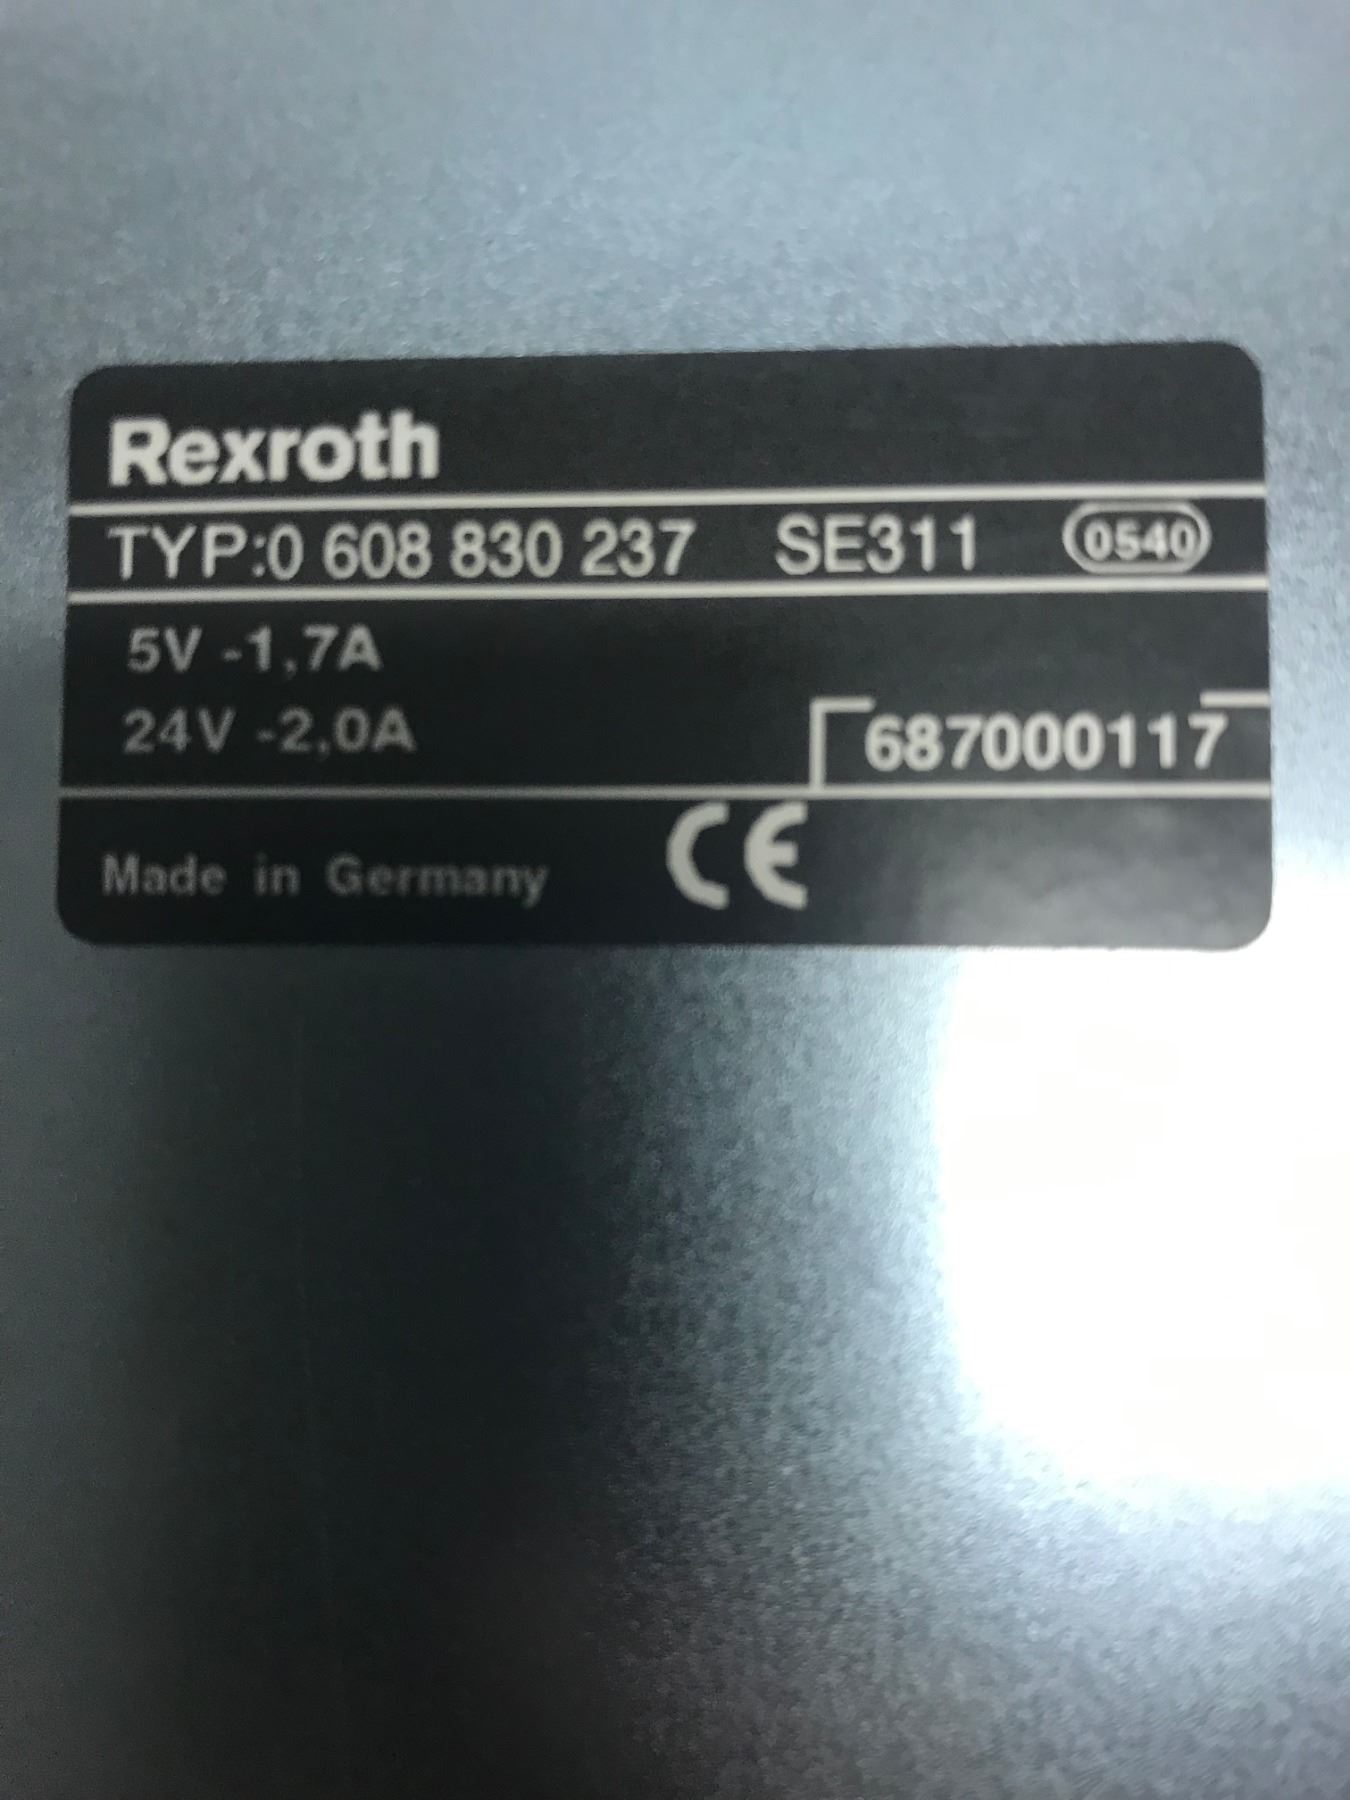 Rexroth
TYP:0 608 830 237 SE311 0540
5V -1,7A
24V -2,0A
687000117
Made in Germany CE